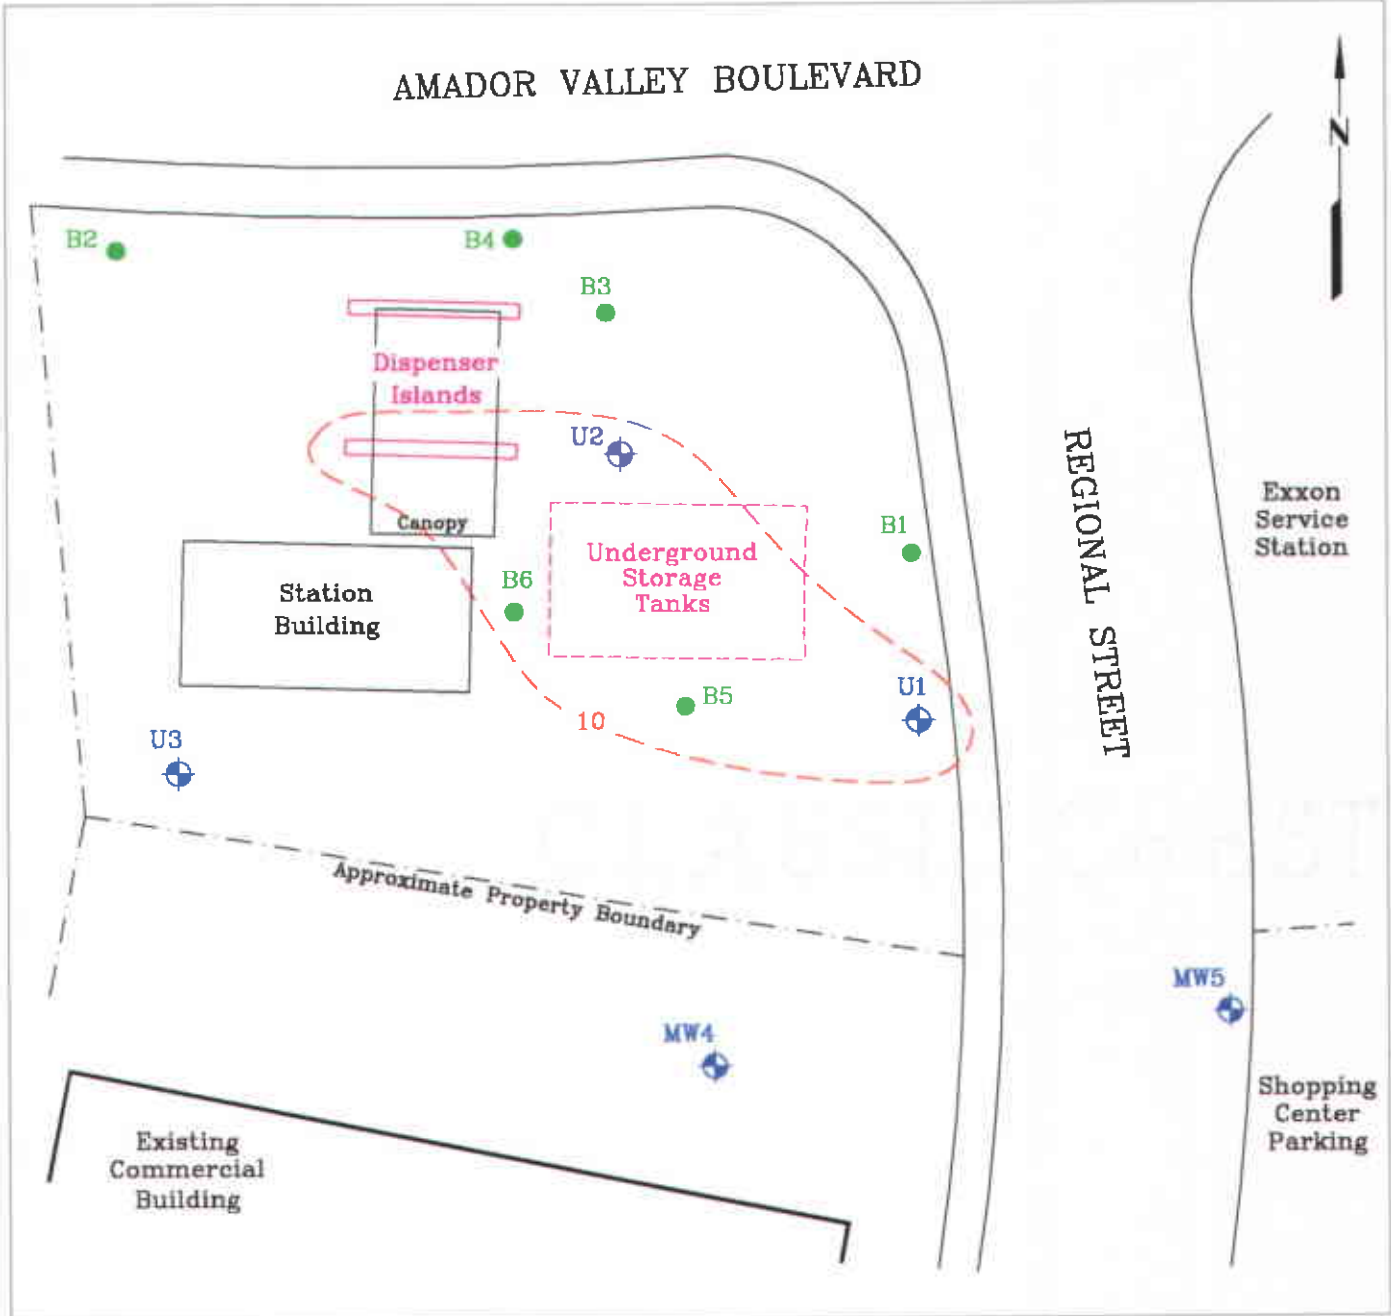 AMADOR VALLEY BOULEVARD
N
B2
B4
B3
Dispenser
Islands
U2
REGIONAL STREET
Exxon
Service
Station
Canopy
B1
Underground
Storage
Tanks
B6
Station
Building
U1
B5
10
U3
Approximate Property Boundary
MW5
MW4
Shopping
Center
Parking
Existing
Commercial
Building